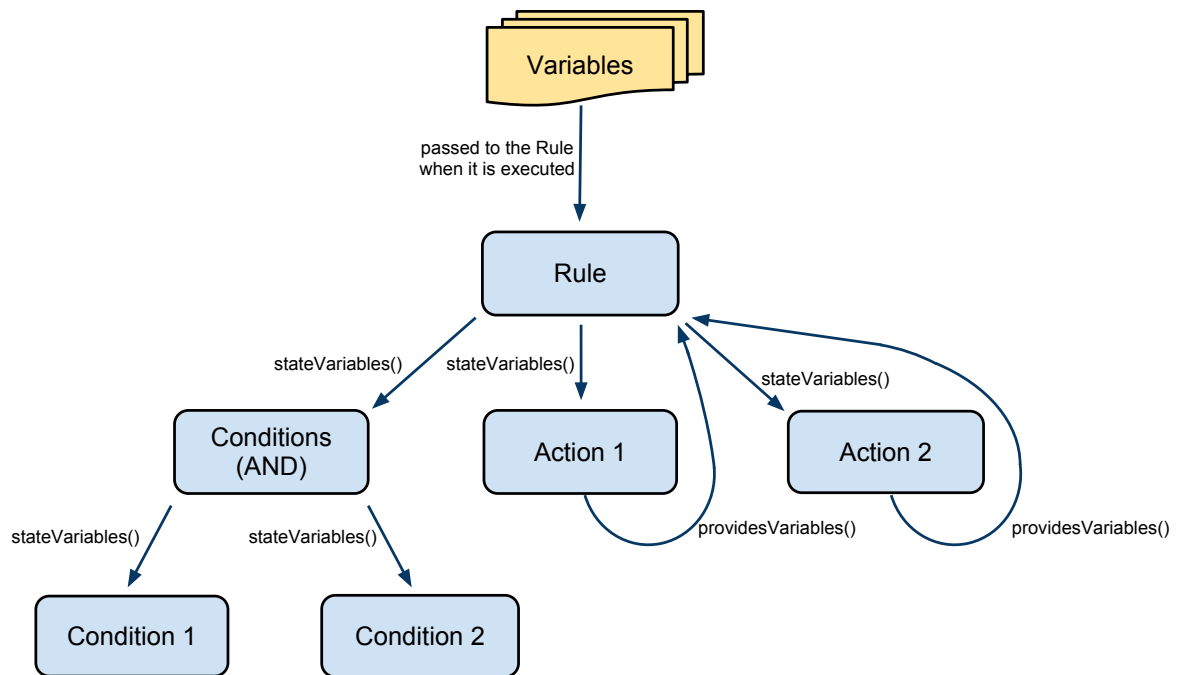 Variables
passed to the Rule
when it is executed
Rule
stateVariables()
stateVariables()
stateVariables()
Conditions
(AND)
Action 1
Action 2
stateVariables()
stateVariables()
providesVariables()
providesVariables()
Condition 1
Condition 2